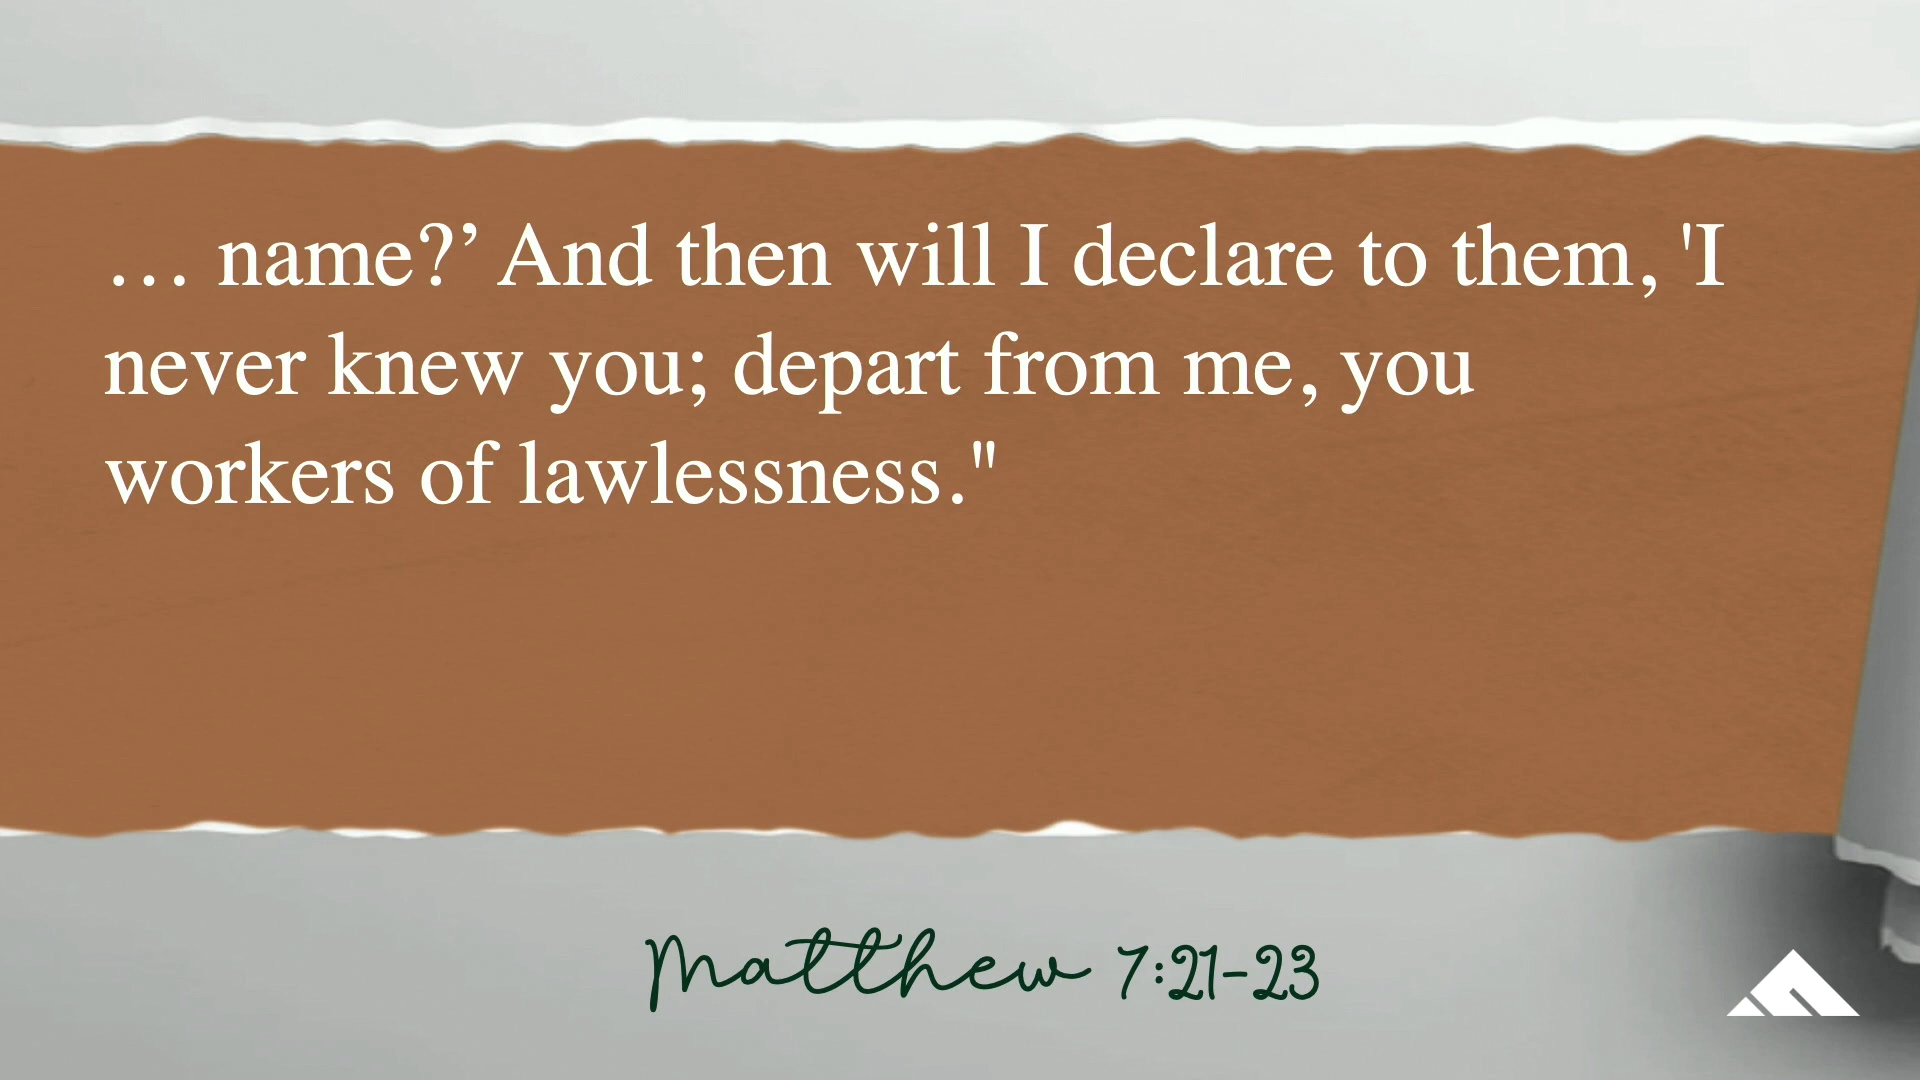 … name?’ And then will I declare to them, 'I
never knew you; depart from me, you
workers of lawlessness."
Matthew 7:21-23